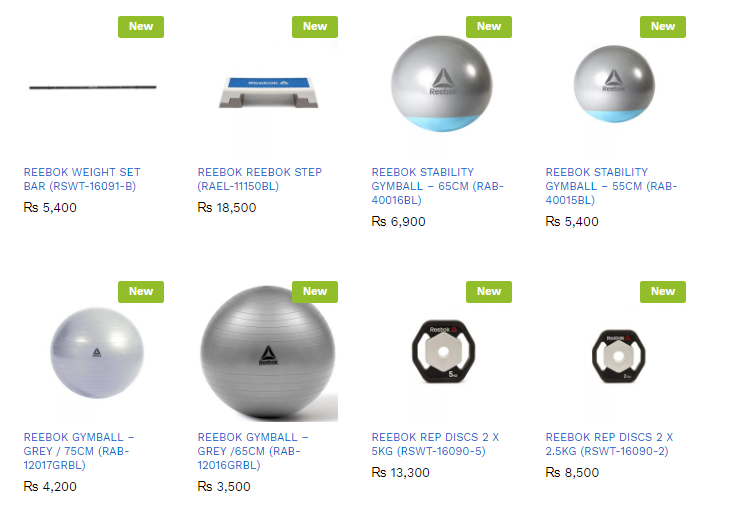 New
New
New
New
Reebok
Reebok
Reebok
REEBOK WEIGHT SET
BAR (RSWT-16091-B)
₨ 5,400
REEBOK REEBOK STEP
(RAEL-11150BL)
₨ 18,500
REEBOK STABILITY
GYMBALL – 65CM (RAB-
40016BL)
₨ 6,900
REEBOK STABILITY
GYMBALL – 55CM (RAB-
40015BL)
₨ 5,400
New
New
New
New
Reebok
Reebok
Reebok
5KG
Reebok
REEBOK GYMBALL –
GREY / 75CM (RAB-
12017GRBL)
₨ 4,200
REEBOK GYMBALL –
GREY /65CM (RAB-
12016GRBL)
₨ 3,500
REEBOK REP DISCS 2 X
5KG (RSWT-16090-5)
₨ 13,300
REEBOK REP DISCS 2 X
2.5KG (RSWT-16090-2)
₨ 8,500